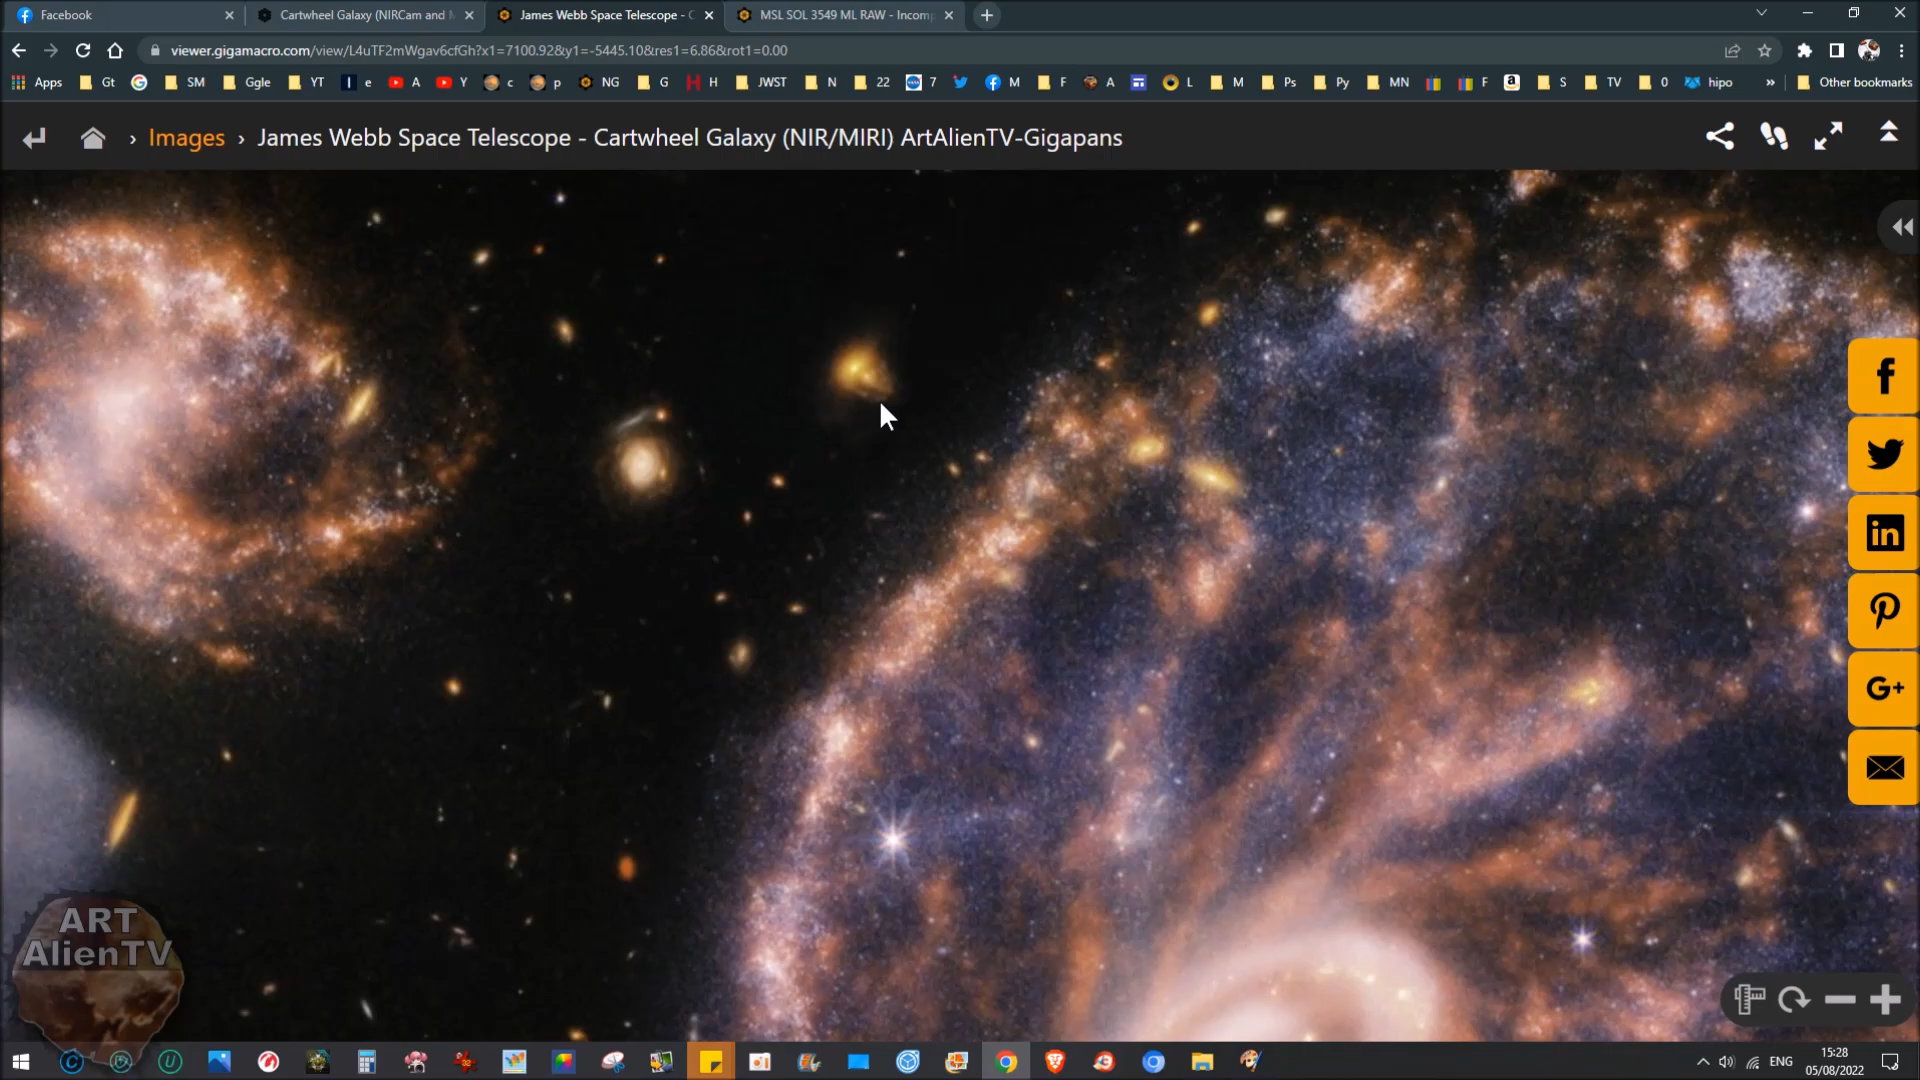 Facebook
Cartwheel Galaxy (NIRCam and M
James Webb Space Telescope - C
MSL SOL 3549 ML RAW - Incomp
viewer.gigamacro.com/view/L4uTF2mWgav6cfGh?x1=7100.92&y1=-5445.10&res1=6.86&rot1=0.00
Apps Gt SM Ggle YT e A Y c p NG G H JWST N 22 7 M F A L M Ps Py MN F S TV 0 hipo » Other bookmarks
› Images › James Webb Space Telescope - Cartwheel Galaxy (NIR/MIRI) ArtAlienTV-Gigapans
f
in
G+
ART
AlienTV
ENG
15:28
05/08/2022